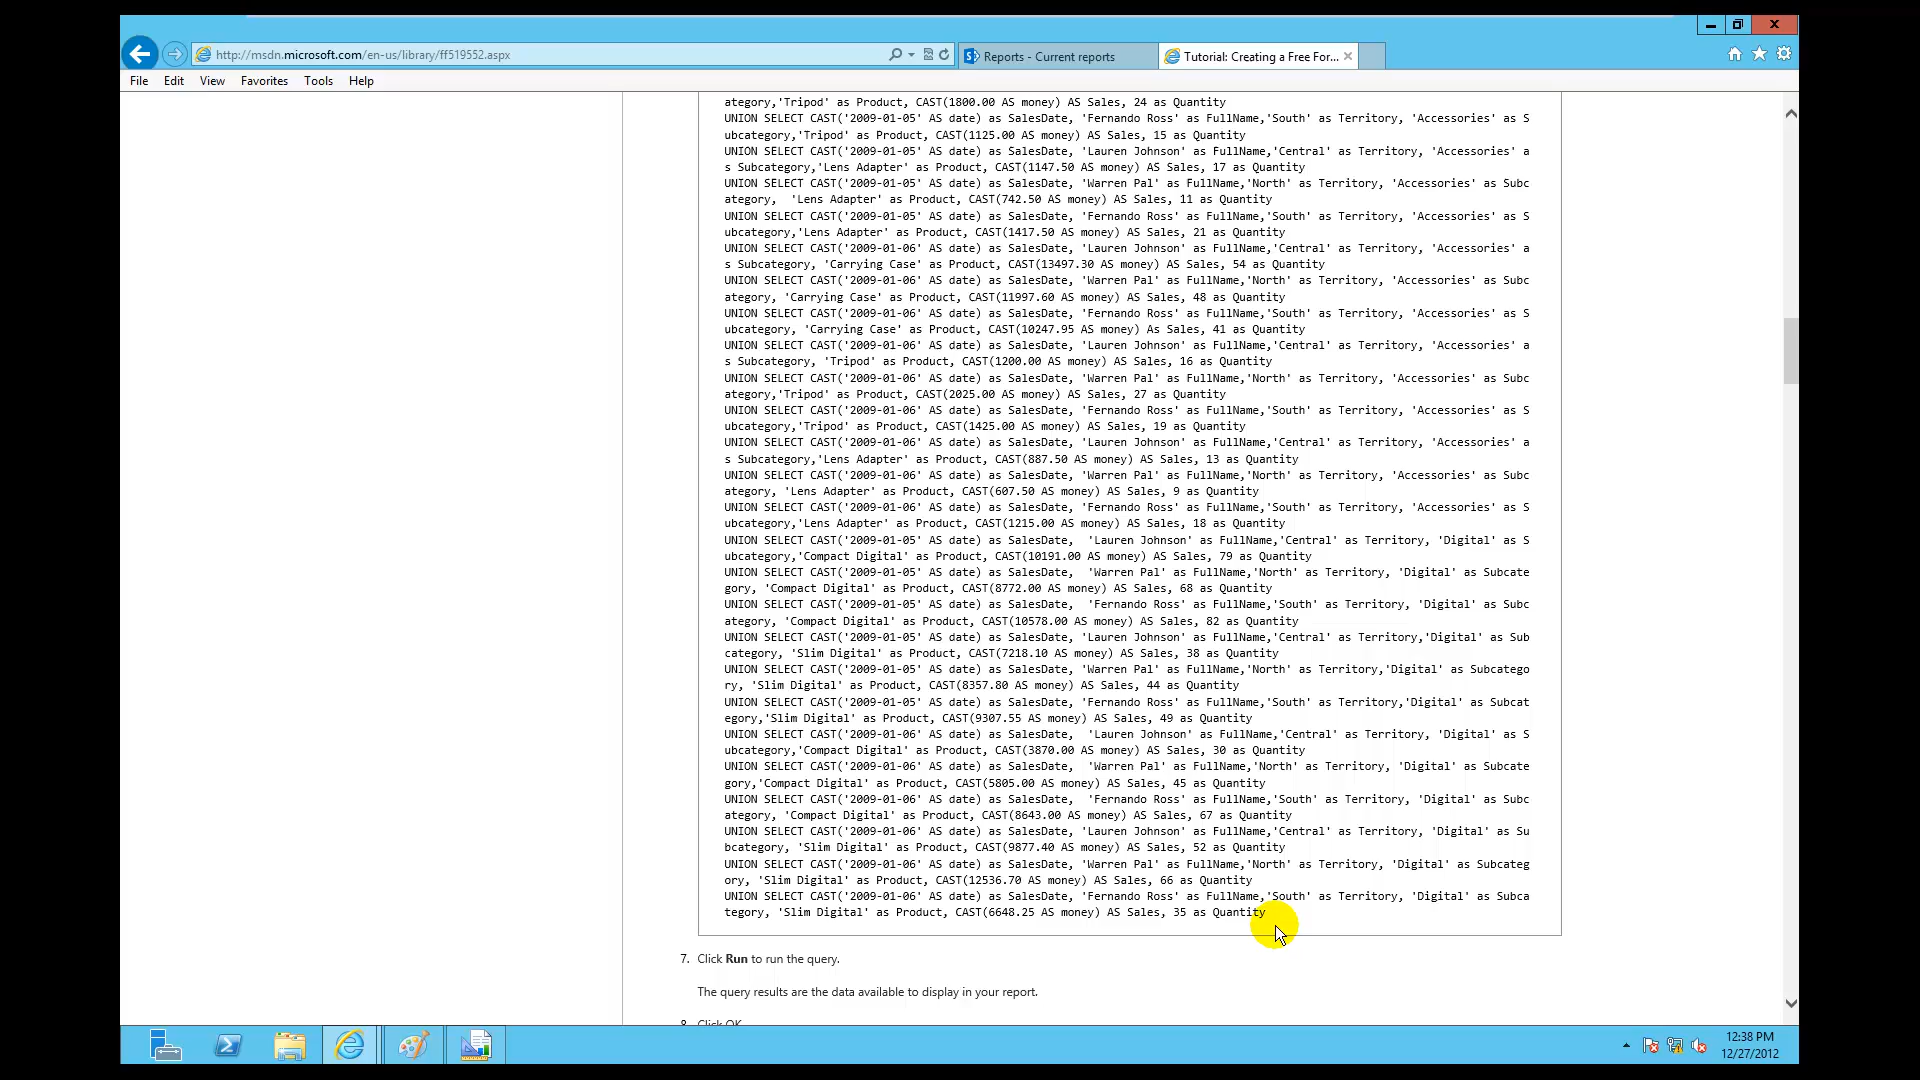 http://msdn.microsoft.com/en-us/library/ff519552.aspx
Reports - Current reports
Tutorial: Creating a Free For...
File Edit View Favorites Tools Help
ategory,'Tripod' as Product, CAST(1800.00 AS money) AS Sales, 24 as Quantity
UNION SELECT CAST('2009-01-05' AS date) as SalesDate, 'Fernando Ross' as FullName,'South' as Territory, 'Accessories' as S
ubcategory,'Tripod' as Product, CAST(1125.00 AS money) AS Sales, 15 as Quantity
UNION SELECT CAST('2009-01-05' AS date) as SalesDate, 'Lauren Johnson' as FullName,'Central' as Territory, 'Accessories' a
s Subcategory,'Lens Adapter' as Product, CAST(1147.50 AS money) AS Sales, 17 as Quantity
UNION SELECT CAST('2009-01-05' AS date) as SalesDate, 'Warren Pal' as FullName,'North' as Territory, 'Accessories' as Subc
ategory,  'Lens Adapter' as Product, CAST(742.50 AS money) AS Sales, 11 as Quantity
UNION SELECT CAST('2009-01-05' AS date) as SalesDate, 'Fernando Ross' as FullName,'South' as Territory, 'Accessories' as S
ubcategory,'Lens Adapter' as Product, CAST(1417.50 AS money) AS Sales, 21 as Quantity
UNION SELECT CAST('2009-01-06' AS date) as SalesDate, 'Lauren Johnson' as FullName,'Central' as Territory, 'Accessories' a
s Subcategory, 'Carrying Case' as Product, CAST(13497.30 AS money) AS Sales, 54 as Quantity
UNION SELECT CAST('2009-01-06' AS date) as SalesDate, 'Warren Pal' as FullName,'North' as Territory, 'Accessories' as Subc
ategory, 'Carrying Case' as Product, CAST(11997.60 AS money) AS Sales, 48 as Quantity
UNION SELECT CAST('2009-01-06' AS date) as SalesDate, 'Fernando Ross' as FullName,'South' as Territory, 'Accessories' as S
ubcategory, 'Carrying Case' as Product, CAST(10247.95 AS money) As Sales, 41 as Quantity
UNION SELECT CAST('2009-01-06' AS date) as SalesDate, 'Lauren Johnson' as FullName,'Central' as Territory, 'Accessories' a
s Subcategory, 'Tripod' as Product, CAST(1200.00 AS money) AS Sales, 16 as Quantity
UNION SELECT CAST('2009-01-06' AS date) as SalesDate, 'Warren Pal' as FullName,'North' as Territory, 'Accessories' as Subc
ategory,'Tripod' as Product, CAST(2025.00 AS money) AS Sales, 27 as Quantity
UNION SELECT CAST('2009-01-06' AS date) as SalesDate, 'Fernando Ross' as FullName,'South' as Territory, 'Accessories' as S
ubcategory,'Tripod' as Product, CAST(1425.00 AS money) AS Sales, 19 as Quantity
UNION SELECT CAST('2009-01-06' AS date) as SalesDate, 'Lauren Johnson' as FullName,'Central' as Territory, 'Accessories' a
s Subcategory,'Lens Adapter' as Product, CAST(887.50 AS money) AS Sales, 13 as Quantity
UNION SELECT CAST('2009-01-06' AS date) as SalesDate, 'Warren Pal' as FullName,'North' as Territory, 'Accessories' as Subc
ategory, 'Lens Adapter' as Product, CAST(607.50 AS money) AS Sales, 9 as Quantity
UNION SELECT CAST('2009-01-06' AS date) as SalesDate, 'Fernando Ross' as FullName,'South' as Territory, 'Accessories' as S
ubcategory,'Lens Adapter' as Product, CAST(1215.00 AS money) AS Sales, 18 as Quantity
UNION SELECT CAST('2009-01-05' AS date) as SalesDate,  'Lauren Johnson' as FullName,'Central' as Territory, 'Digital' as S
ubcategory,'Compact Digital' as Product, CAST(10191.00 AS money) AS Sales, 79 as Quantity
UNION SELECT CAST('2009-01-05' AS date) as SalesDate,  'Warren Pal' as FullName,'North' as Territory, 'Digital' as Subcate
gory, 'Compact Digital' as Product, CAST(8772.00 AS money) AS Sales, 68 as Quantity
UNION SELECT CAST('2009-01-05' AS date) as SalesDate,  'Fernando Ross' as FullName,'South' as Territory, 'Digital' as Subc
ategory, 'Compact Digital' as Product, CAST(10578.00 AS money) AS Sales, 82 as Quantity
UNION SELECT CAST('2009-01-05' AS date) as SalesDate, 'Lauren Johnson' as FullName,'Central' as Territory,'Digital' as Sub
category, 'Slim Digital' as Product, CAST(7218.10 AS money) AS Sales, 38 as Quantity
UNION SELECT CAST('2009-01-05' AS date) as SalesDate, 'Warren Pal' as FullName,'North' as Territory,'Digital' as Subcatego
ry, 'Slim Digital' as Product, CAST(8357.80 AS money) AS Sales, 44 as Quantity
UNION SELECT CAST('2009-01-05' AS date) as SalesDate, 'Fernando Ross' as FullName,'South' as Territory,'Digital' as Subcat
egory,'Slim Digital' as Product, CAST(9307.55 AS money) AS Sales, 49 as Quantity
UNION SELECT CAST('2009-01-06' AS date) as SalesDate,  'Lauren Johnson' as FullName,'Central' as Territory, 'Digital' as S
ubcategory,'Compact Digital' as Product, CAST(3870.00 AS money) AS Sales, 30 as Quantity
UNION SELECT CAST('2009-01-06' AS date) as SalesDate,  'Warren Pal' as FullName,'North' as Territory, 'Digital' as Subcate
gory,'Compact Digital' as Product, CAST(5805.00 AS money) AS Sales, 45 as Quantity
UNION SELECT CAST('2009-01-06' AS date) as SalesDate,  'Fernando Ross' as FullName,'South' as Territory, 'Digital' as Subc
ategory, 'Compact Digital' as Product, CAST(8643.00 AS money) AS Sales, 67 as Quantity
UNION SELECT CAST('2009-01-06' AS date) as SalesDate, 'Lauren Johnson' as FullName,'Central' as Territory, 'Digital' as Su
bcategory, 'Slim Digital' as Product, CAST(9877.40 AS money) AS Sales, 52 as Quantity
UNION SELECT CAST('2009-01-06' AS date) as SalesDate, 'Warren Pal' as FullName,'North' as Territory, 'Digital' as Subcateg
ory, 'Slim Digital' as Product, CAST(12536.70 AS money) AS Sales, 66 as Quantity
UNION SELECT CAST('2009-01-06' AS date) as SalesDate, 'Fernando Ross' as FullName,'South' as Territory, 'Digital' as Subca
tegory, 'Slim Digital' as Product, CAST(6648.25 AS money) AS Sales, 35 as Quantity
7. Click Run to run the query.
The query results are the data available to display in your report.
8. Click OK
12:38 PM
12/27/2012